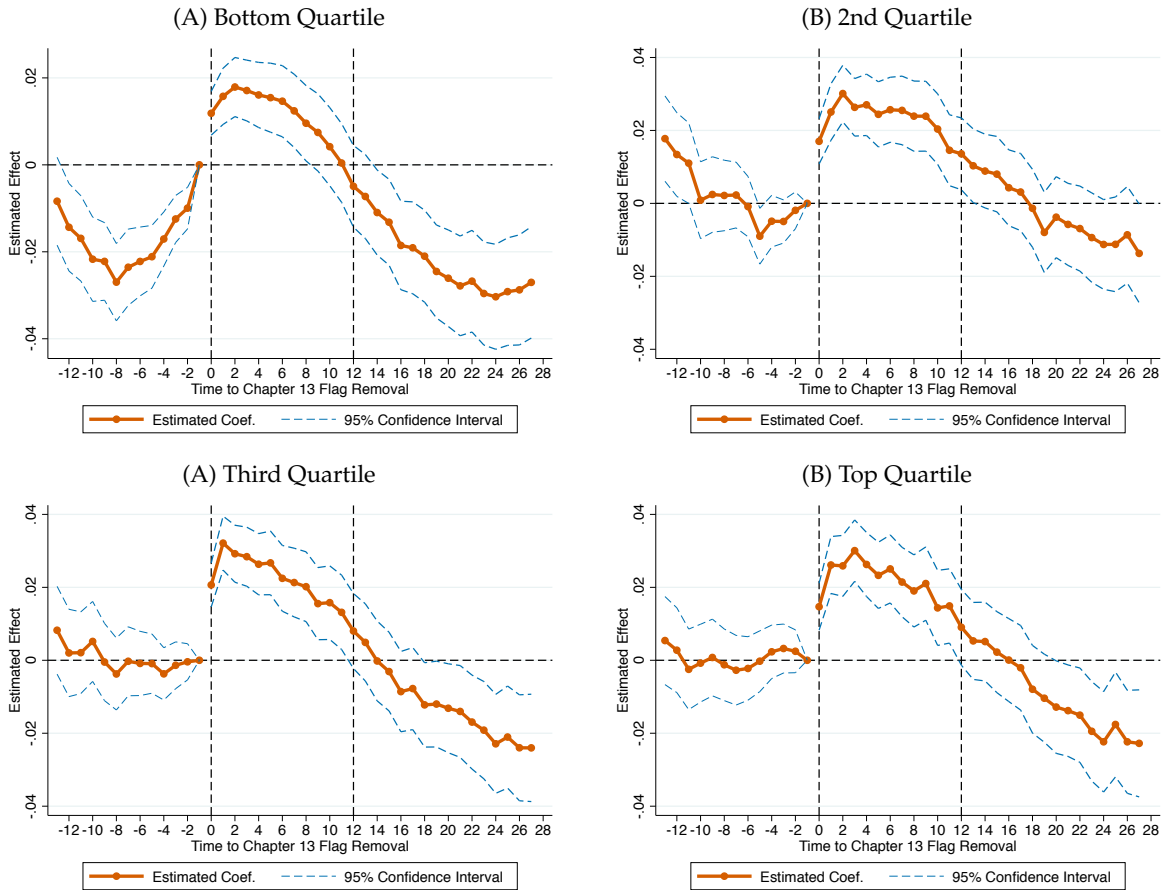 (A) Bottom Quartile
Estimated Effect
.02
0
-.02
-.04
-12 -10 -8 -6 -4 -2 0 2 4 6 8 10 12 14 16 18 20 22 24 26 28
Time to Chapter 13 Flag Removal
Estimated Coef. 95% Confidence Interval
(B) 2nd Quartile
Estimated Effect
.04
.02
0
-.02
-.04
-12 -10 -8 -6 -4 -2 0 2 4 6 8 10 12 14 16 18 20 22 24 26 28
Time to Chapter 13 Flag Removal
Estimated Coef. 95% Confidence Interval
(A) Third Quartile
Estimated Effect
.04
.02
0
-.02
-.04
-12 -10 -8 -6 -4 -2 0 2 4 6 8 10 12 14 16 18 20 22 24 26 28
Time to Chapter 13 Flag Removal
Estimated Coef. 95% Confidence Interval
(B) Top Quartile
Estimated Effect
.04
.02
0
-.02
-.04
-12 -10 -8 -6 -4 -2 0 2 4 6 8 10 12 14 16 18 20 22 24 26 28
Time to Chapter 13 Flag Removal
Estimated Coef. 95% Confidence Interval